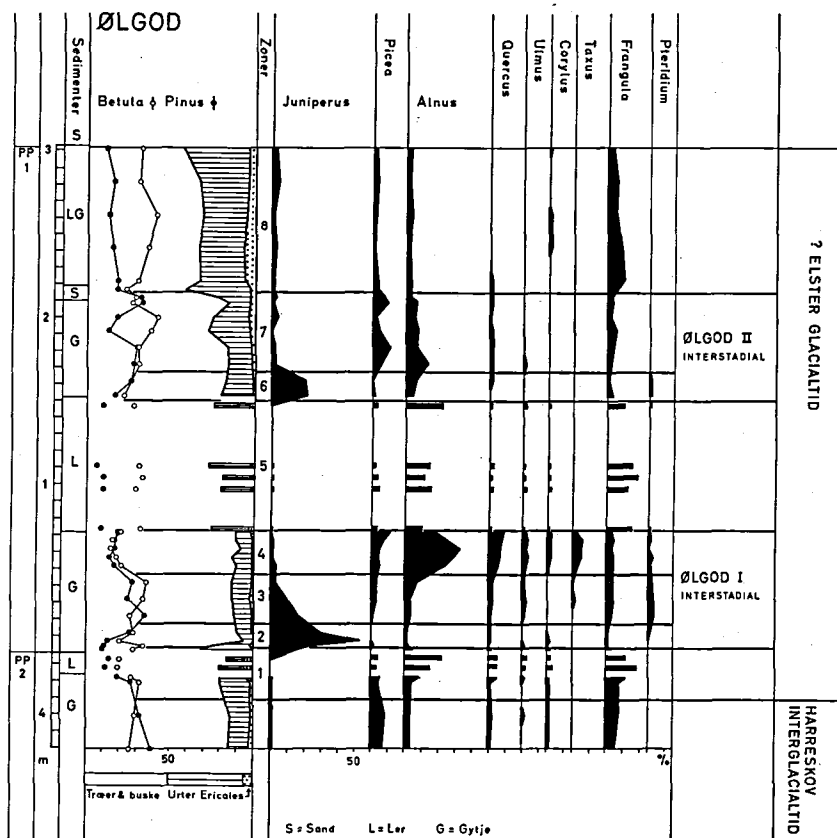 ØLGOD
Sedimenter
Betula Pinus
Zoner
Juniperus
Picea
Alnus
Quercus
Ulmus
Corylus
Taxus
Frangula
Pteridium
S
PP
1
3
LG
8
S
2
G
7
ØLGOD II
INTERSTADIAL
6
? ELSTER GLACIALTID
L
5
1
4
G
3
ØLGOD I
INTERSTADIAL
2
PP
2
L
1
4
G
HARRESKOV
INTERGLACIALTID
m
50
50
%
Træer & buske
Urter
Ericales
S = Sand L = Ler G = Gytje